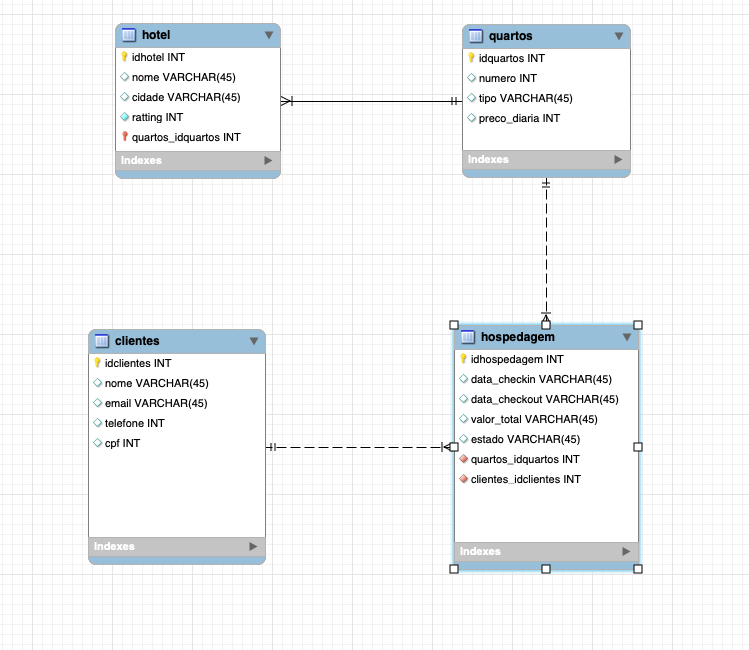 hotel
idhotel INT
nome VARCHAR(45)
cidade VARCHAR(45)
ratting INT
quartos_idquartos INT
Indexes
quartos
idquartos INT
numero INT
tipo VARCHAR(45)
preco_diaria INT
Indexes
clientes
idclientes INT
nome VARCHAR(45)
email VARCHAR(45)
telefone INT
cpf INT
Indexes
hospedagem
idhospedagem INT
data_checkin VARCHAR(45)
data_checkout VARCHAR(45)
valor_total VARCHAR(45)
estado VARCHAR(45)
quartos_idquartos INT
clientes_idclientes INT
Indexes